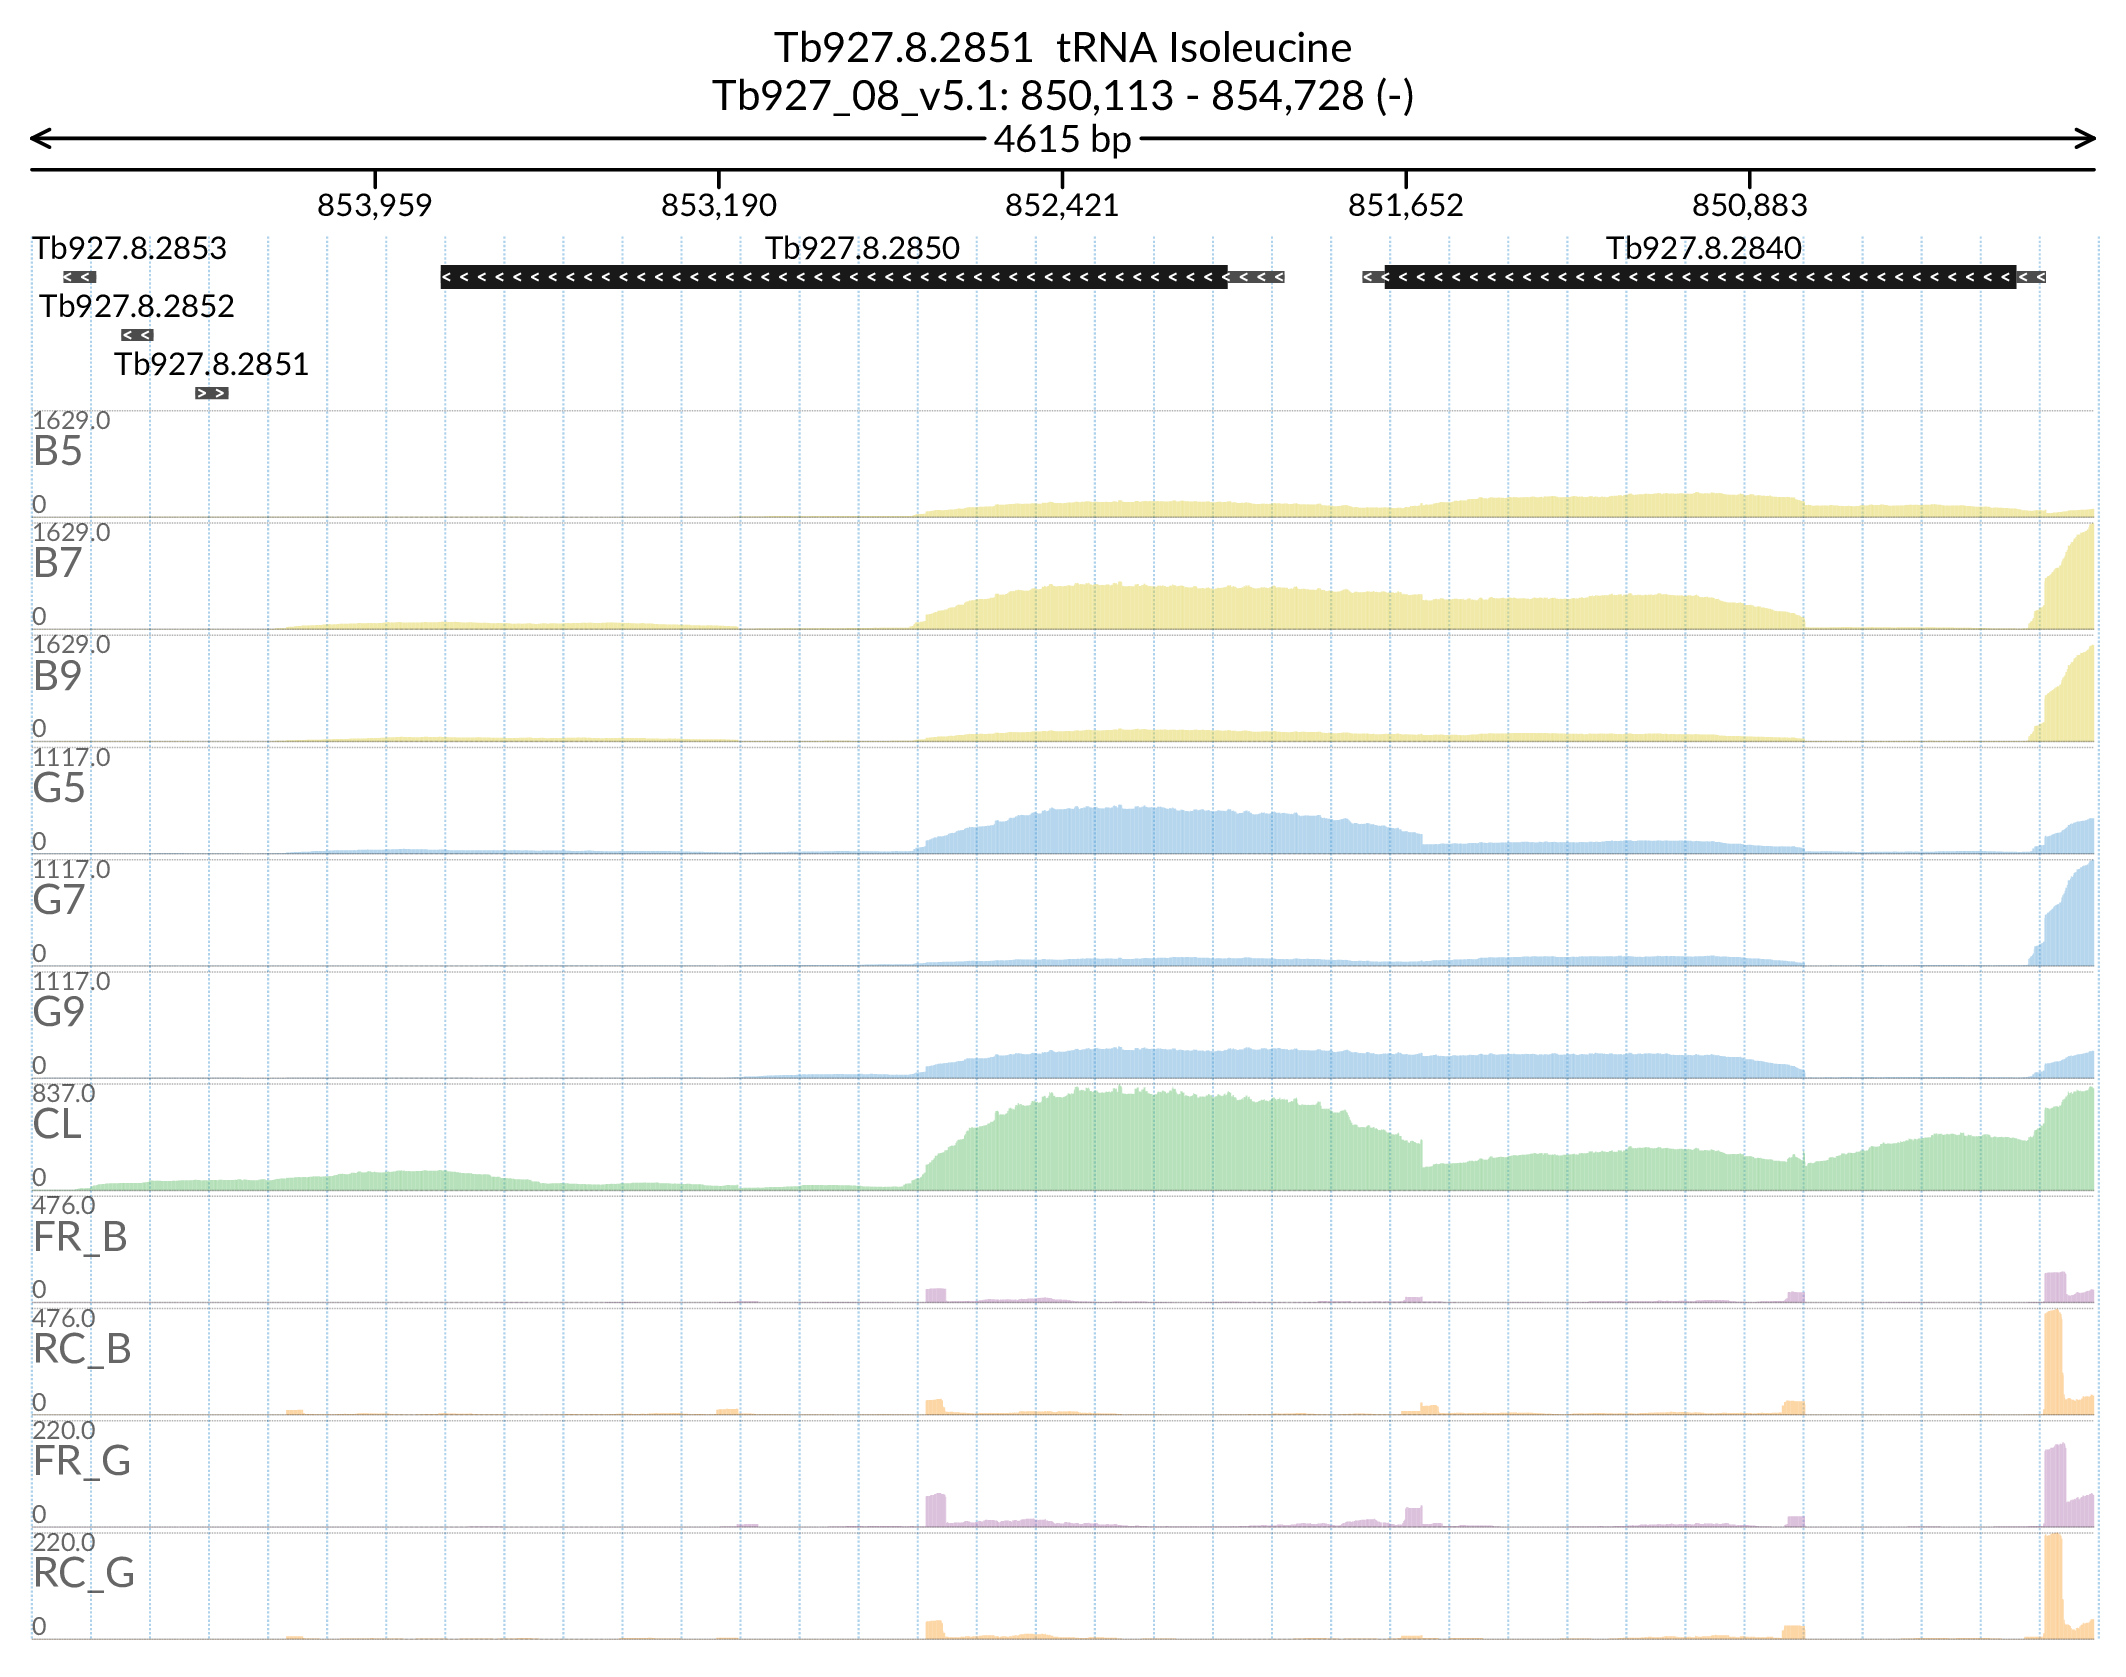 Tb927.8.2851 tRNA Isoleucine
Tb927_08_v5.1: 850,113 - 854,728 (-)
4615 bp
853,959 853,190 852,421 851,652 850,883
Tb927.8.2853 Tb927.8.2850 Tb927.8.2840
Tb927.8.2852
Tb927.8.2851
1629.0
B5
0
1629.0
B7
0
1629.0
B9
0
1117.0
G5
0
1117.0
G7
0
1117.0
G9
0
837.0
CL
0
476.0
FR_B
0
476.0
RC_B
0
220.0
FR_G
0
220.0
RC_G
0